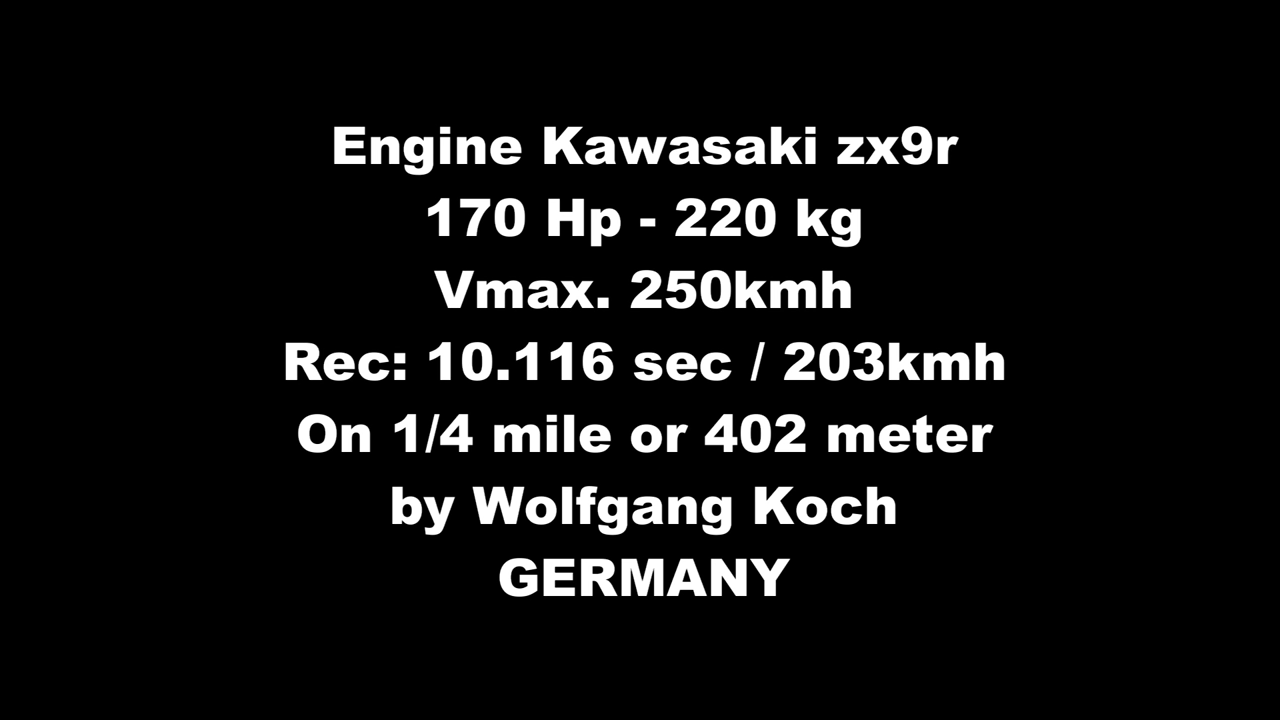 Engine Kawasaki zx9r
170 Hp - 220 kg
Vmax. 250kmh
Rec: 10.116 sec / 203kmh
On 1/4 mile or 402 meter
by Wolfgang Koch
GERMANY